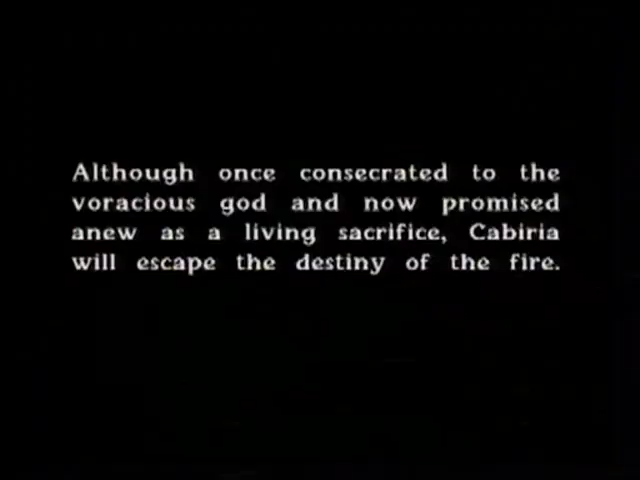 Although once consecrated to the
voracious god and now promised
anew as a living sacrifice, Cabiria
will escape the destiny of the fire.